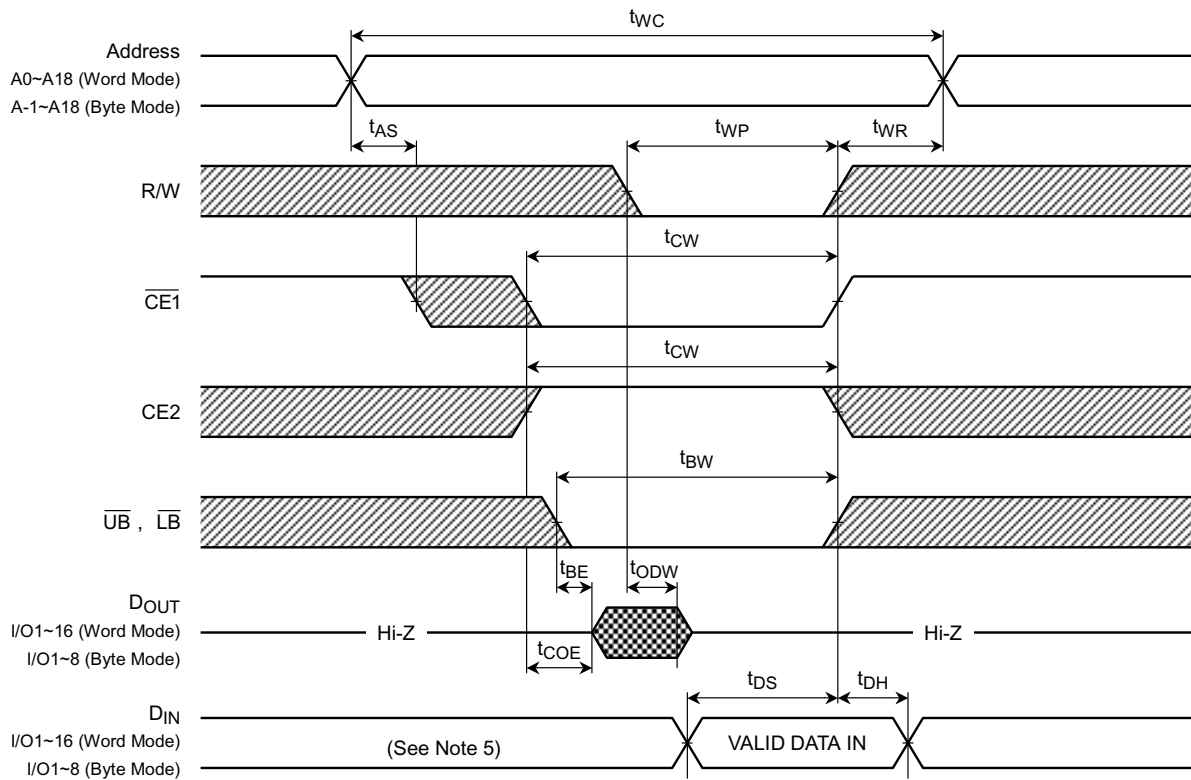 tWC
Address
A0~A18 (Word Mode)
A-1~A18 (Byte Mode)
tAS
tWP
tWR
R/W
tCW
CE1
tCW
CE2
tBW
UB , LB
tBE
tODW
DOUT
I/O1~16 (Word Mode)
Hi-Z
Hi-Z
I/O1~8 (Byte Mode)
tCOE
tDS
tDH
DIN
I/O1~16 (Word Mode)
(See Note 5)
VALID DATA IN
I/O1~8 (Byte Mode)